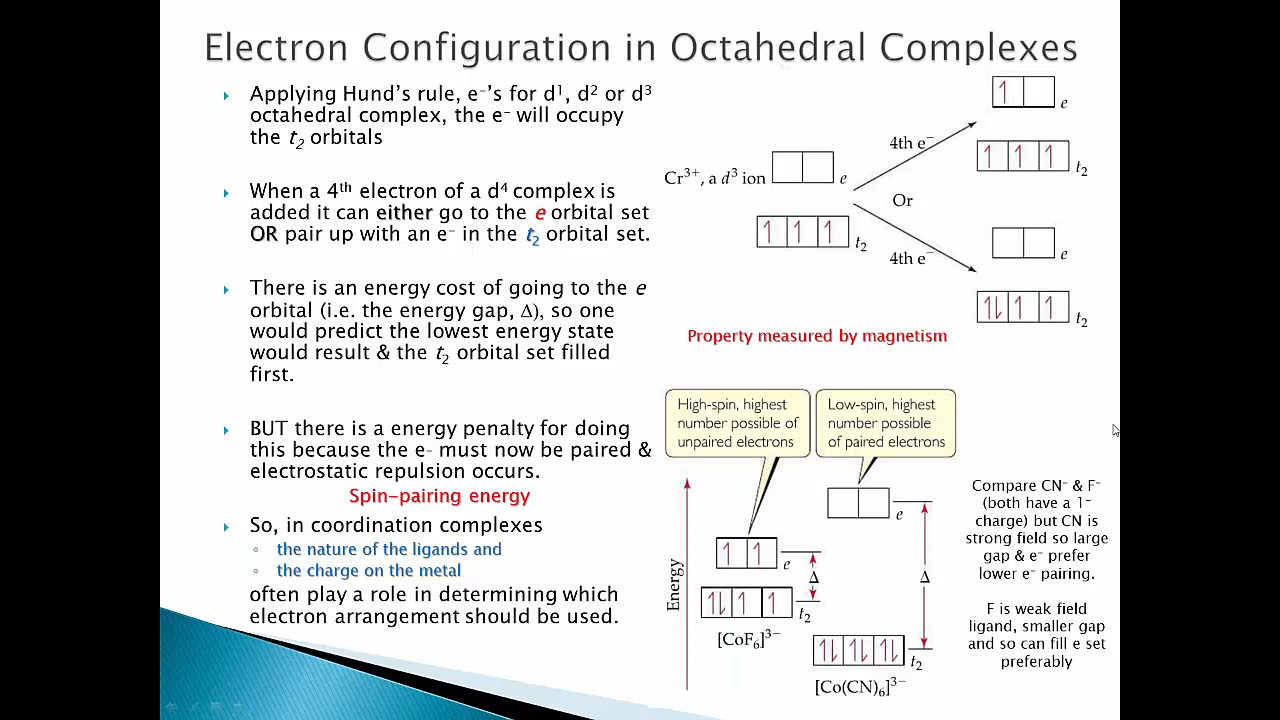 Electron Configuration in Octahedral Complexes
Applying Hund's rule, e⁻'s for d¹, d² or d³
octahedral complex, the e⁻ will occupy
the t₂ orbitals
When a 4ᵗʰ electron of a d⁴ complex is
added it can either go to the e orbital set
OR pair up with an e⁻ in the t₂ orbital set.
There is an energy cost of going to the e
orbital (i.e. the energy gap, Δ), so one
would predict the lowest energy state
would result & the t₂ orbital set filled
first.
BUT there is a energy penalty for doing
this because the e- must now be paired &
electrostatic repulsion occurs.
Spin-pairing energy
So, in coordination complexes
the nature of the ligands and
the charge on the metal
often play a role in determining which
electron arrangement should be used.
e
4th e⁻
t₂
Cr³⁺, a d³ ion
e
Or
t₂
4th e⁻
e
t₂
Property measured by magnetism
High-spin, highest
number possible of
unpaired electrons
Low-spin, highest
number possible
of paired electrons
Energy
e
Δ
t₂
[CoF₆]³⁻
e
Δ
t₂
[Co(CN)₆]³⁻
Compare CN⁻ & F⁻
(both have a 1⁻
charge) but CN is
strong field so large
gap & e⁻ prefer
lower e⁻ pairing.
F is weak field
ligand, smaller gap
and so can fill e set
preferably